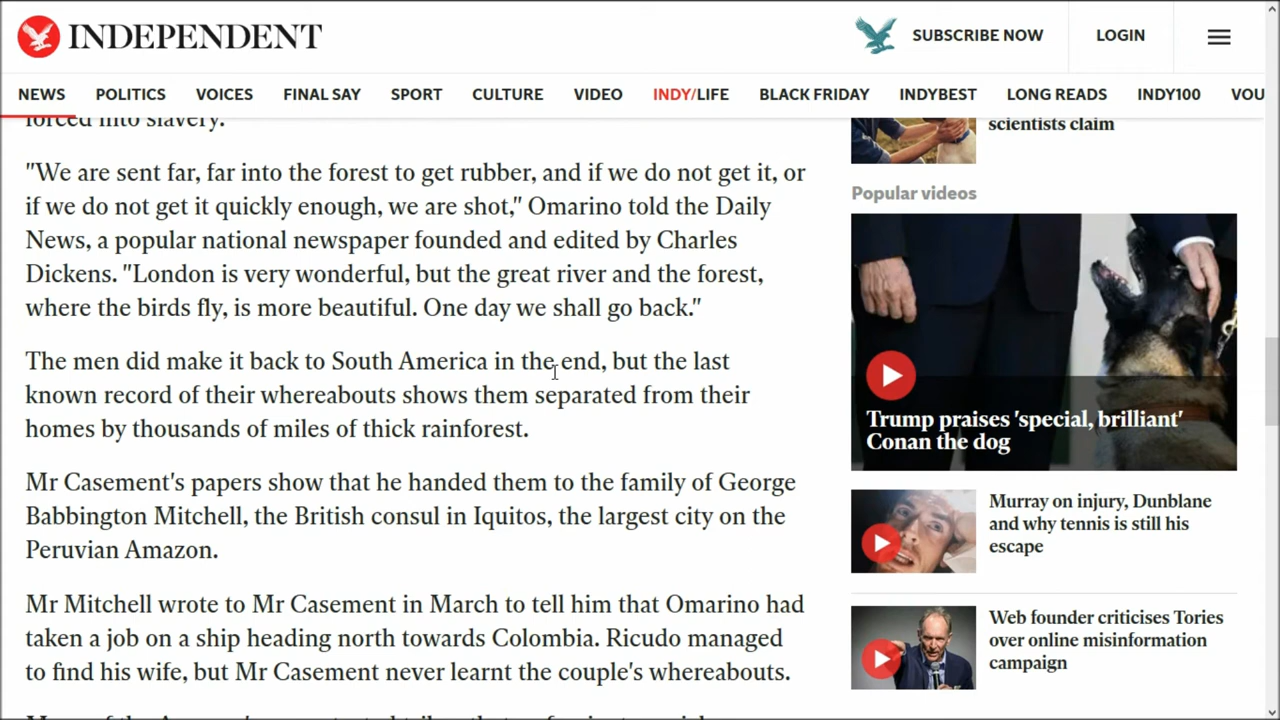 INDEPENDENT
SUBSCRIBE NOW
LOGIN
NEWS POLITICS VOICES FINAL SAY SPORT CULTURE VIDEO INDY/LIFE BLACK FRIDAY INDYBEST LONG READS INDY100 VOU
forced into slavery.
"We are sent far, far into the forest to get rubber, and if we do not get it, or
if we do not get it quickly enough, we are shot," Omarino told the Daily
News, a popular national newspaper founded and edited by Charles
Dickens. "London is very wonderful, but the great river and the forest,
where the birds fly, is more beautiful. One day we shall go back."
The men did make it back to South America in the end, but the last
known record of their whereabouts shows them separated from their
homes by thousands of miles of thick rainforest.
Mr Casement's papers show that he handed them to the family of George
Babbington Mitchell, the British consul in Iquitos, the largest city on the
Peruvian Amazon.
Mr Mitchell wrote to Mr Casement in March to tell him that Omarino had
taken a job on a ship heading north towards Colombia. Ricudo managed
to find his wife, but Mr Casement never learnt the couple's whereabouts.
scientists claim
Popular videos
Trump praises 'special, brilliant'
Conan the dog
Murray on injury, Dunblane
and why tennis is still his
escape
Web founder criticises Tories
over online misinformation
campaign